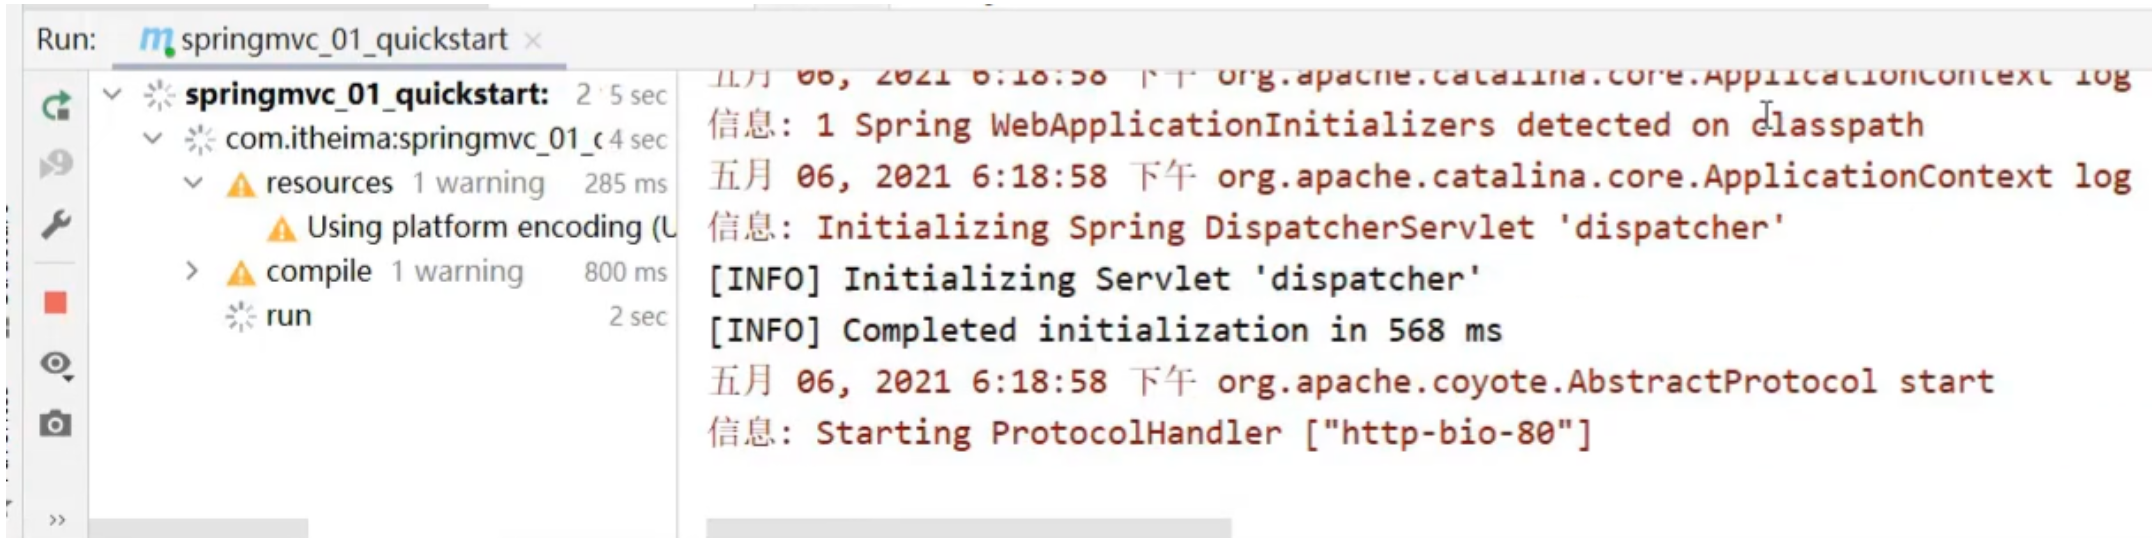 Run: springmvc_01_quickstart
springmvc_01_quickstart: 2 5 sec
com.itheima:springmvc_01_ 4 sec
resources 1 warning 285 ms
Using platform encoding (U
compile 1 warning 800 ms
run 2 sec
五月 06, 2021 6:18:58 下午 org.apache.catalina.core.ApplicationContext log
信息: 1 Spring WebApplicationInitializers detected on classpath
五月 06, 2021 6:18:58 下午 org.apache.catalina.core.ApplicationContext log
信息: Initializing Spring DispatcherServlet 'dispatcher'
[INFO] Initializing Servlet 'dispatcher'
[INFO] Completed initialization in 568 ms
五月 06, 2021 6:18:58 下午 org.apache.coyote.AbstractProtocol start
信息: Starting ProtocolHandler ["http-bio-80"]